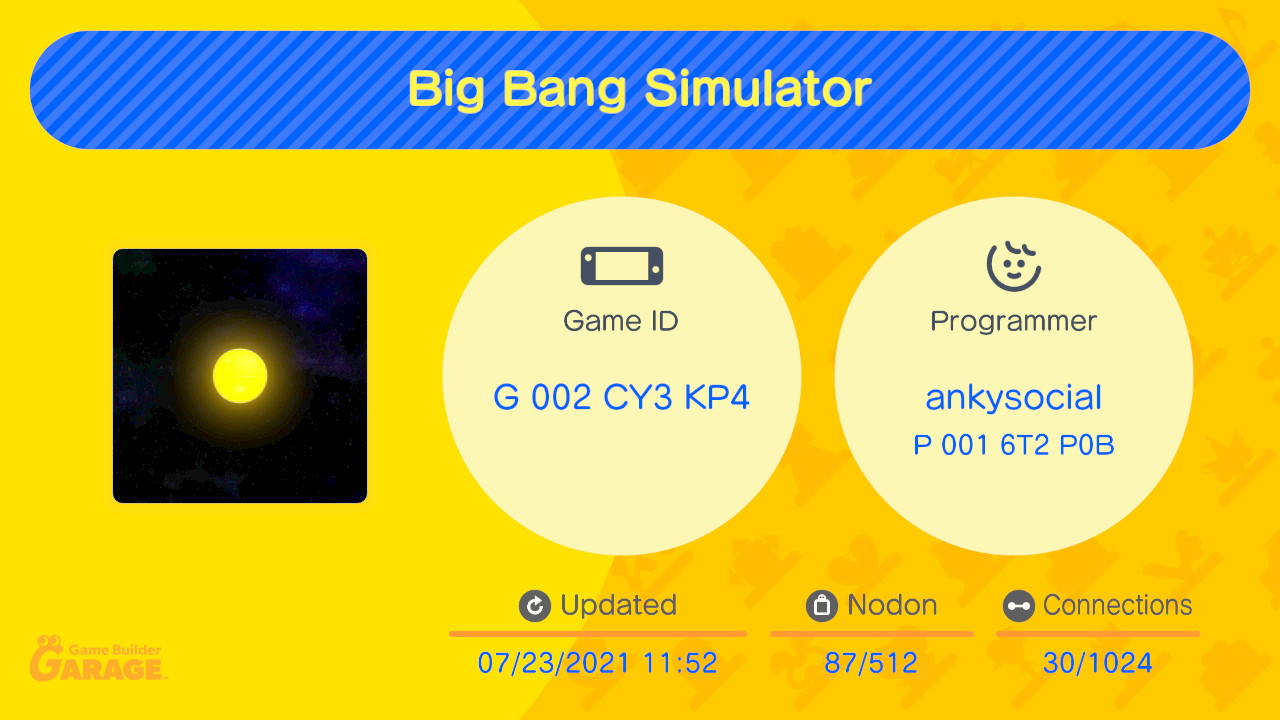 Big Bang Simulator
Game ID
G 002 CY3 KP4
Programmer
ankysocial
P 001 6T2 P0B
Updated
07/23/2021 11:52
Nodon
87/512
Connections
30/1024
Game Builder
GARAGE